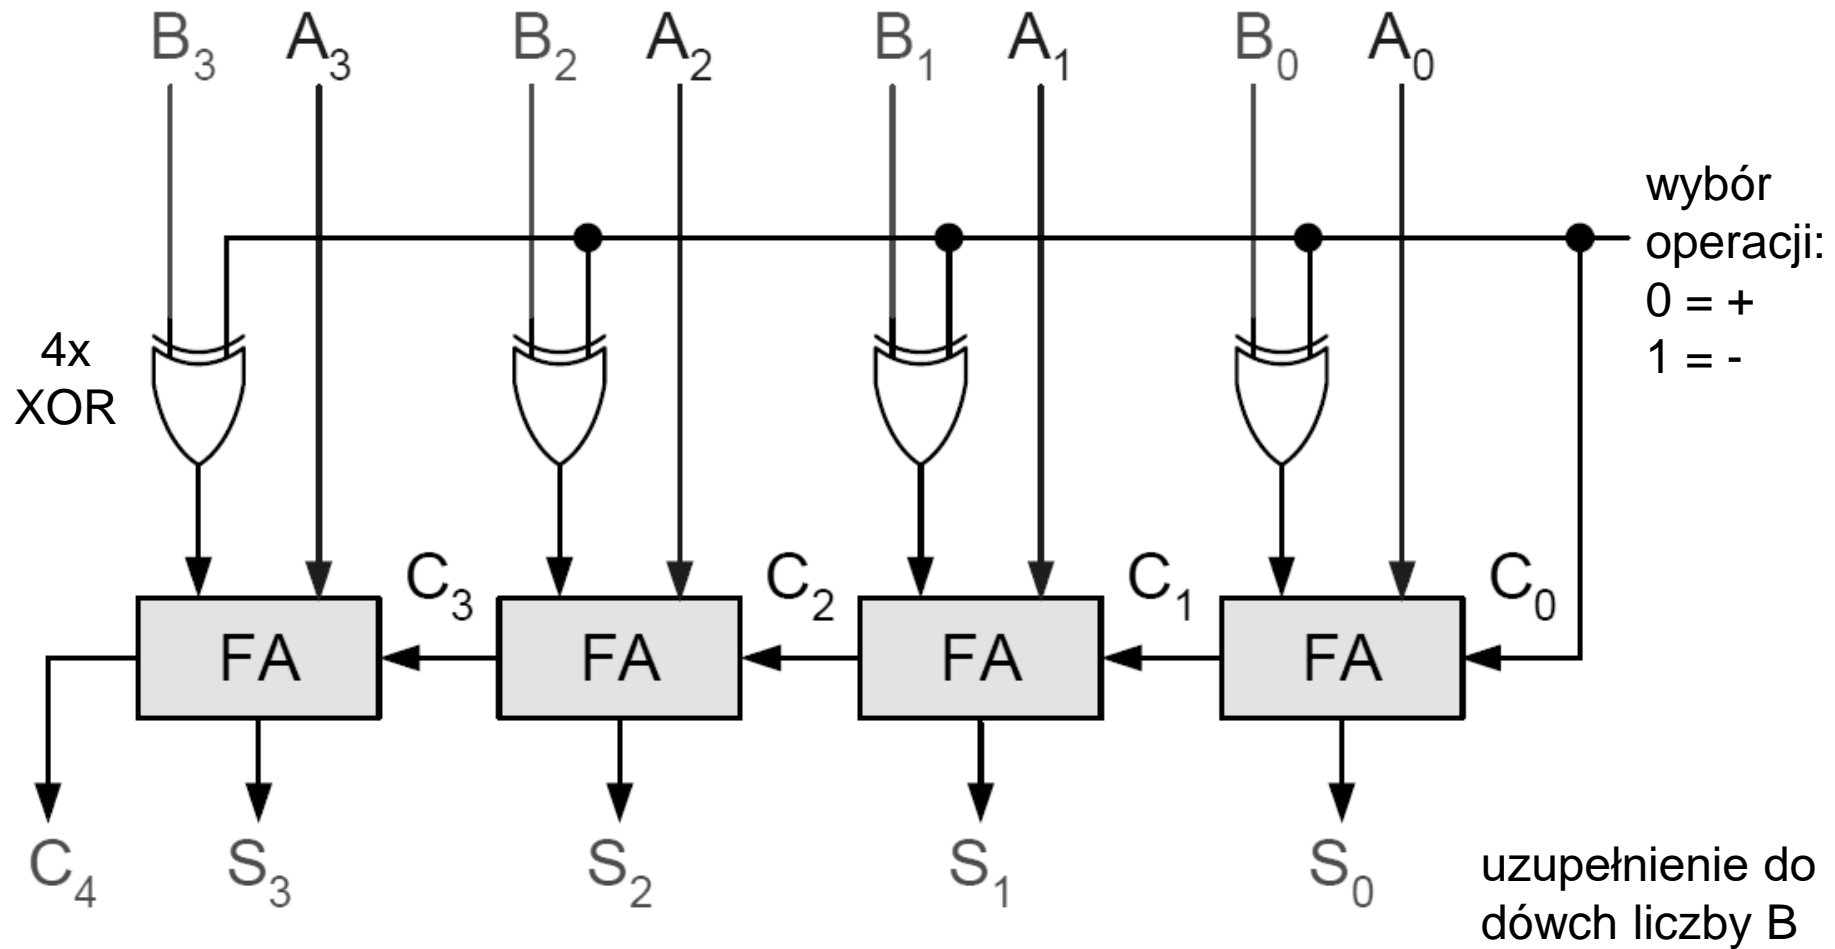 B3 A3 B2 A2 B1 A1 B0 A0
wybór
operacji:
0 = +
1 = -
4x
XOR
C3 C2 C1 C0
FA FA FA FA
C4 S3 S2 S1 S0
uzupełnienie do
dówch liczby B